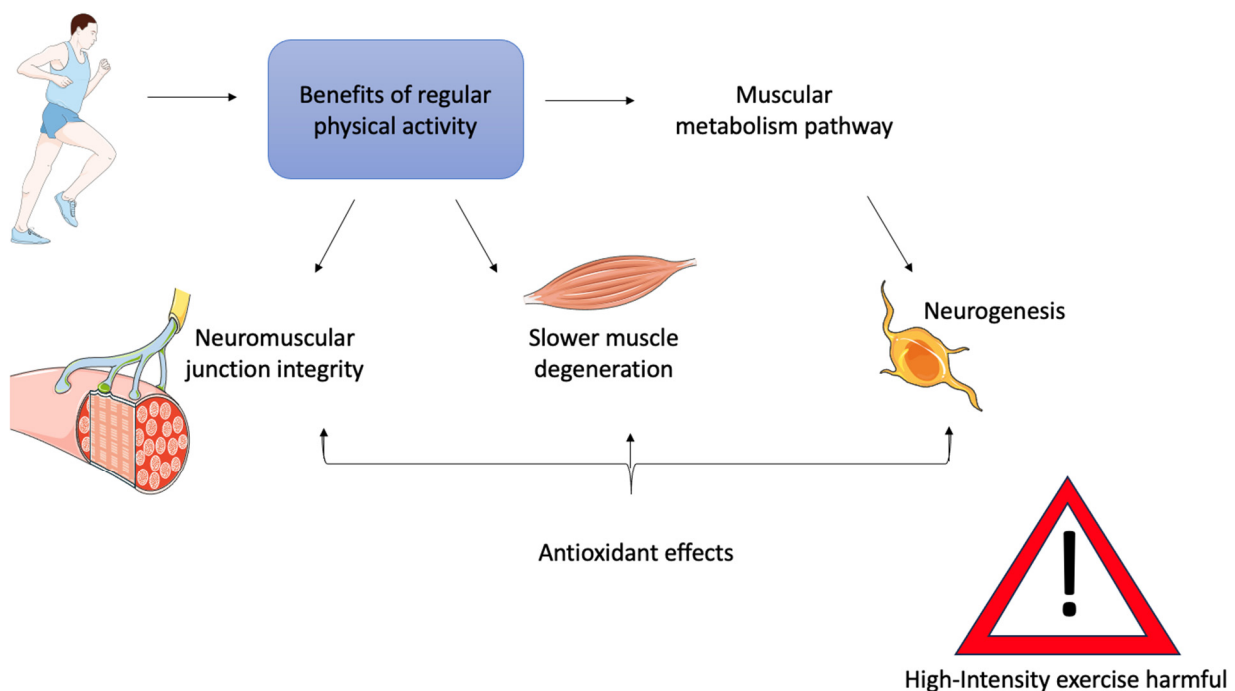 Benefits of regular
physical activity
Muscular
metabolism pathway
Neuromuscular
junction integrity
Slower muscle
degeneration
Neurogenesis
Antioxidant effects
!
High-Intensity exercise harmful